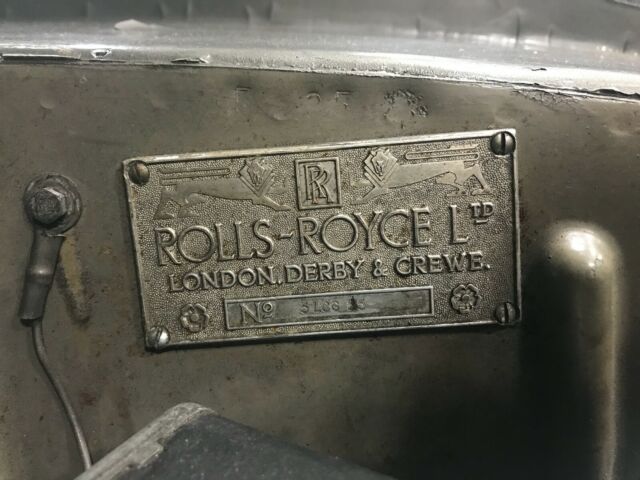 RR
ROLLS-ROYCE LTD
LONDON. DERBY & CREWE.
No